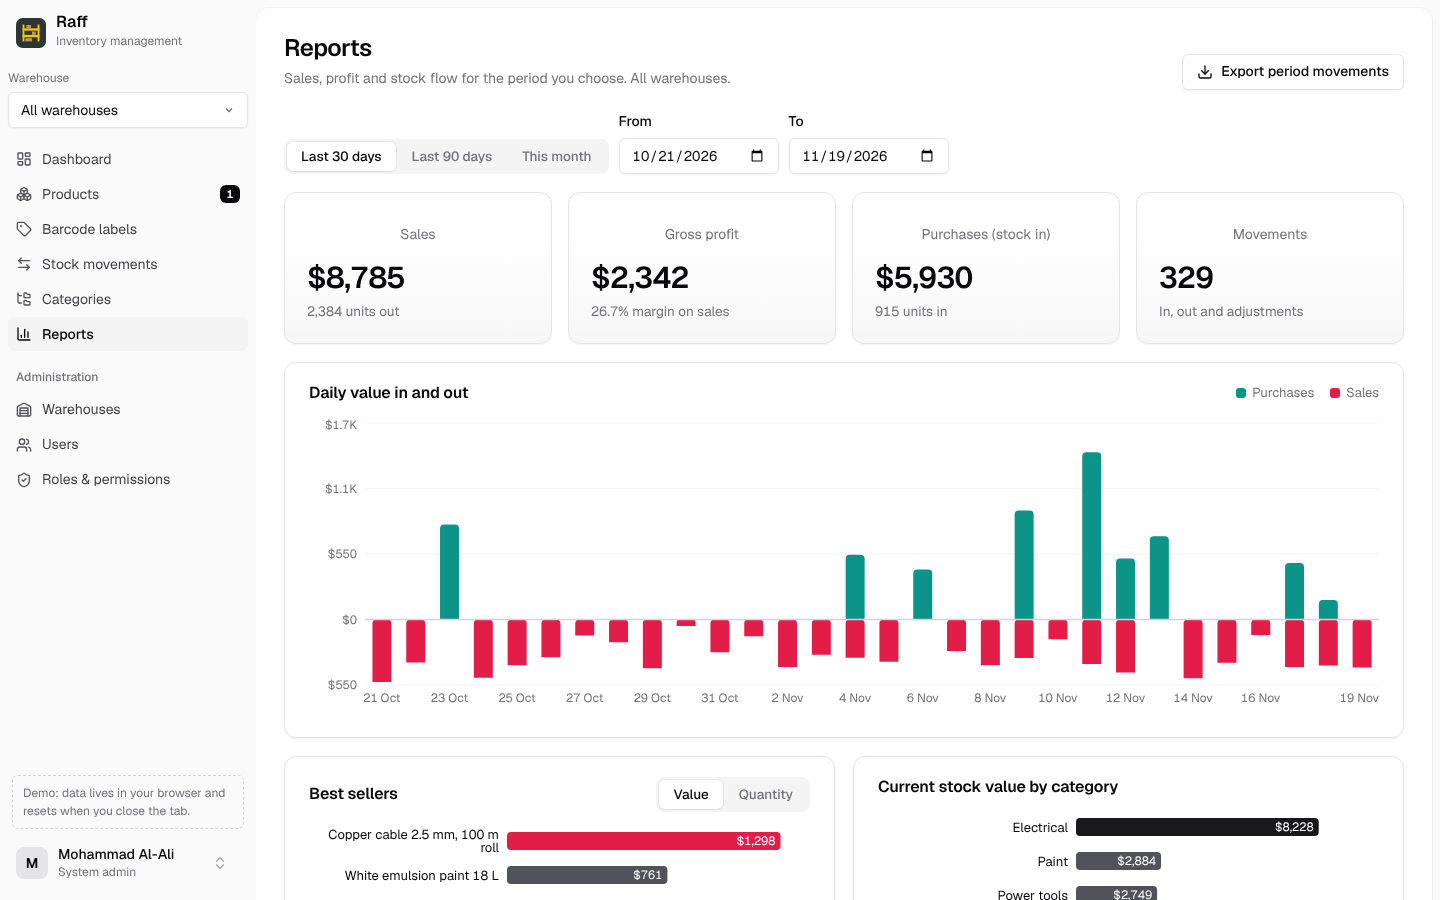 Raff
Inventory management
Warehouse
All warehouses
Dashboard
Products
1
Barcode labels
Stock movements
Categories
Reports
Administration
Warehouses
Users
Roles & permissions
Demo: data lives in your browser and
resets when you close the tab.
M
Mohammad Al-Ali
System admin
Reports
Sales, profit and stock flow for the period you choose. All warehouses.
Export period movements
Last 30 days
Last 90 days
This month
From
10/21/2026
To
11/19/2026
Sales
$8,785
2,384 units out
Gross profit
$2,342
26.7% margin on sales
Purchases (stock in)
$5,930
915 units in
Movements
329
In, out and adjustments
Daily value in and out
Purchases
Sales
$1.7K
$1.1K
$550
$0
$550
21 Oct
23 Oct
25 Oct
27 Oct
29 Oct
31 Oct
2 Nov
4 Nov
6 Nov
8 Nov
10 Nov
12 Nov
14 Nov
16 Nov
19 Nov
Best sellers
Value
Quantity
Copper cable 2.5 mm, 100 m
roll
$1,298
White emulsion paint 18 L
$761
Current stock value by category
Electrical
$8,228
Paint
$2,884
Power tools
$2,749